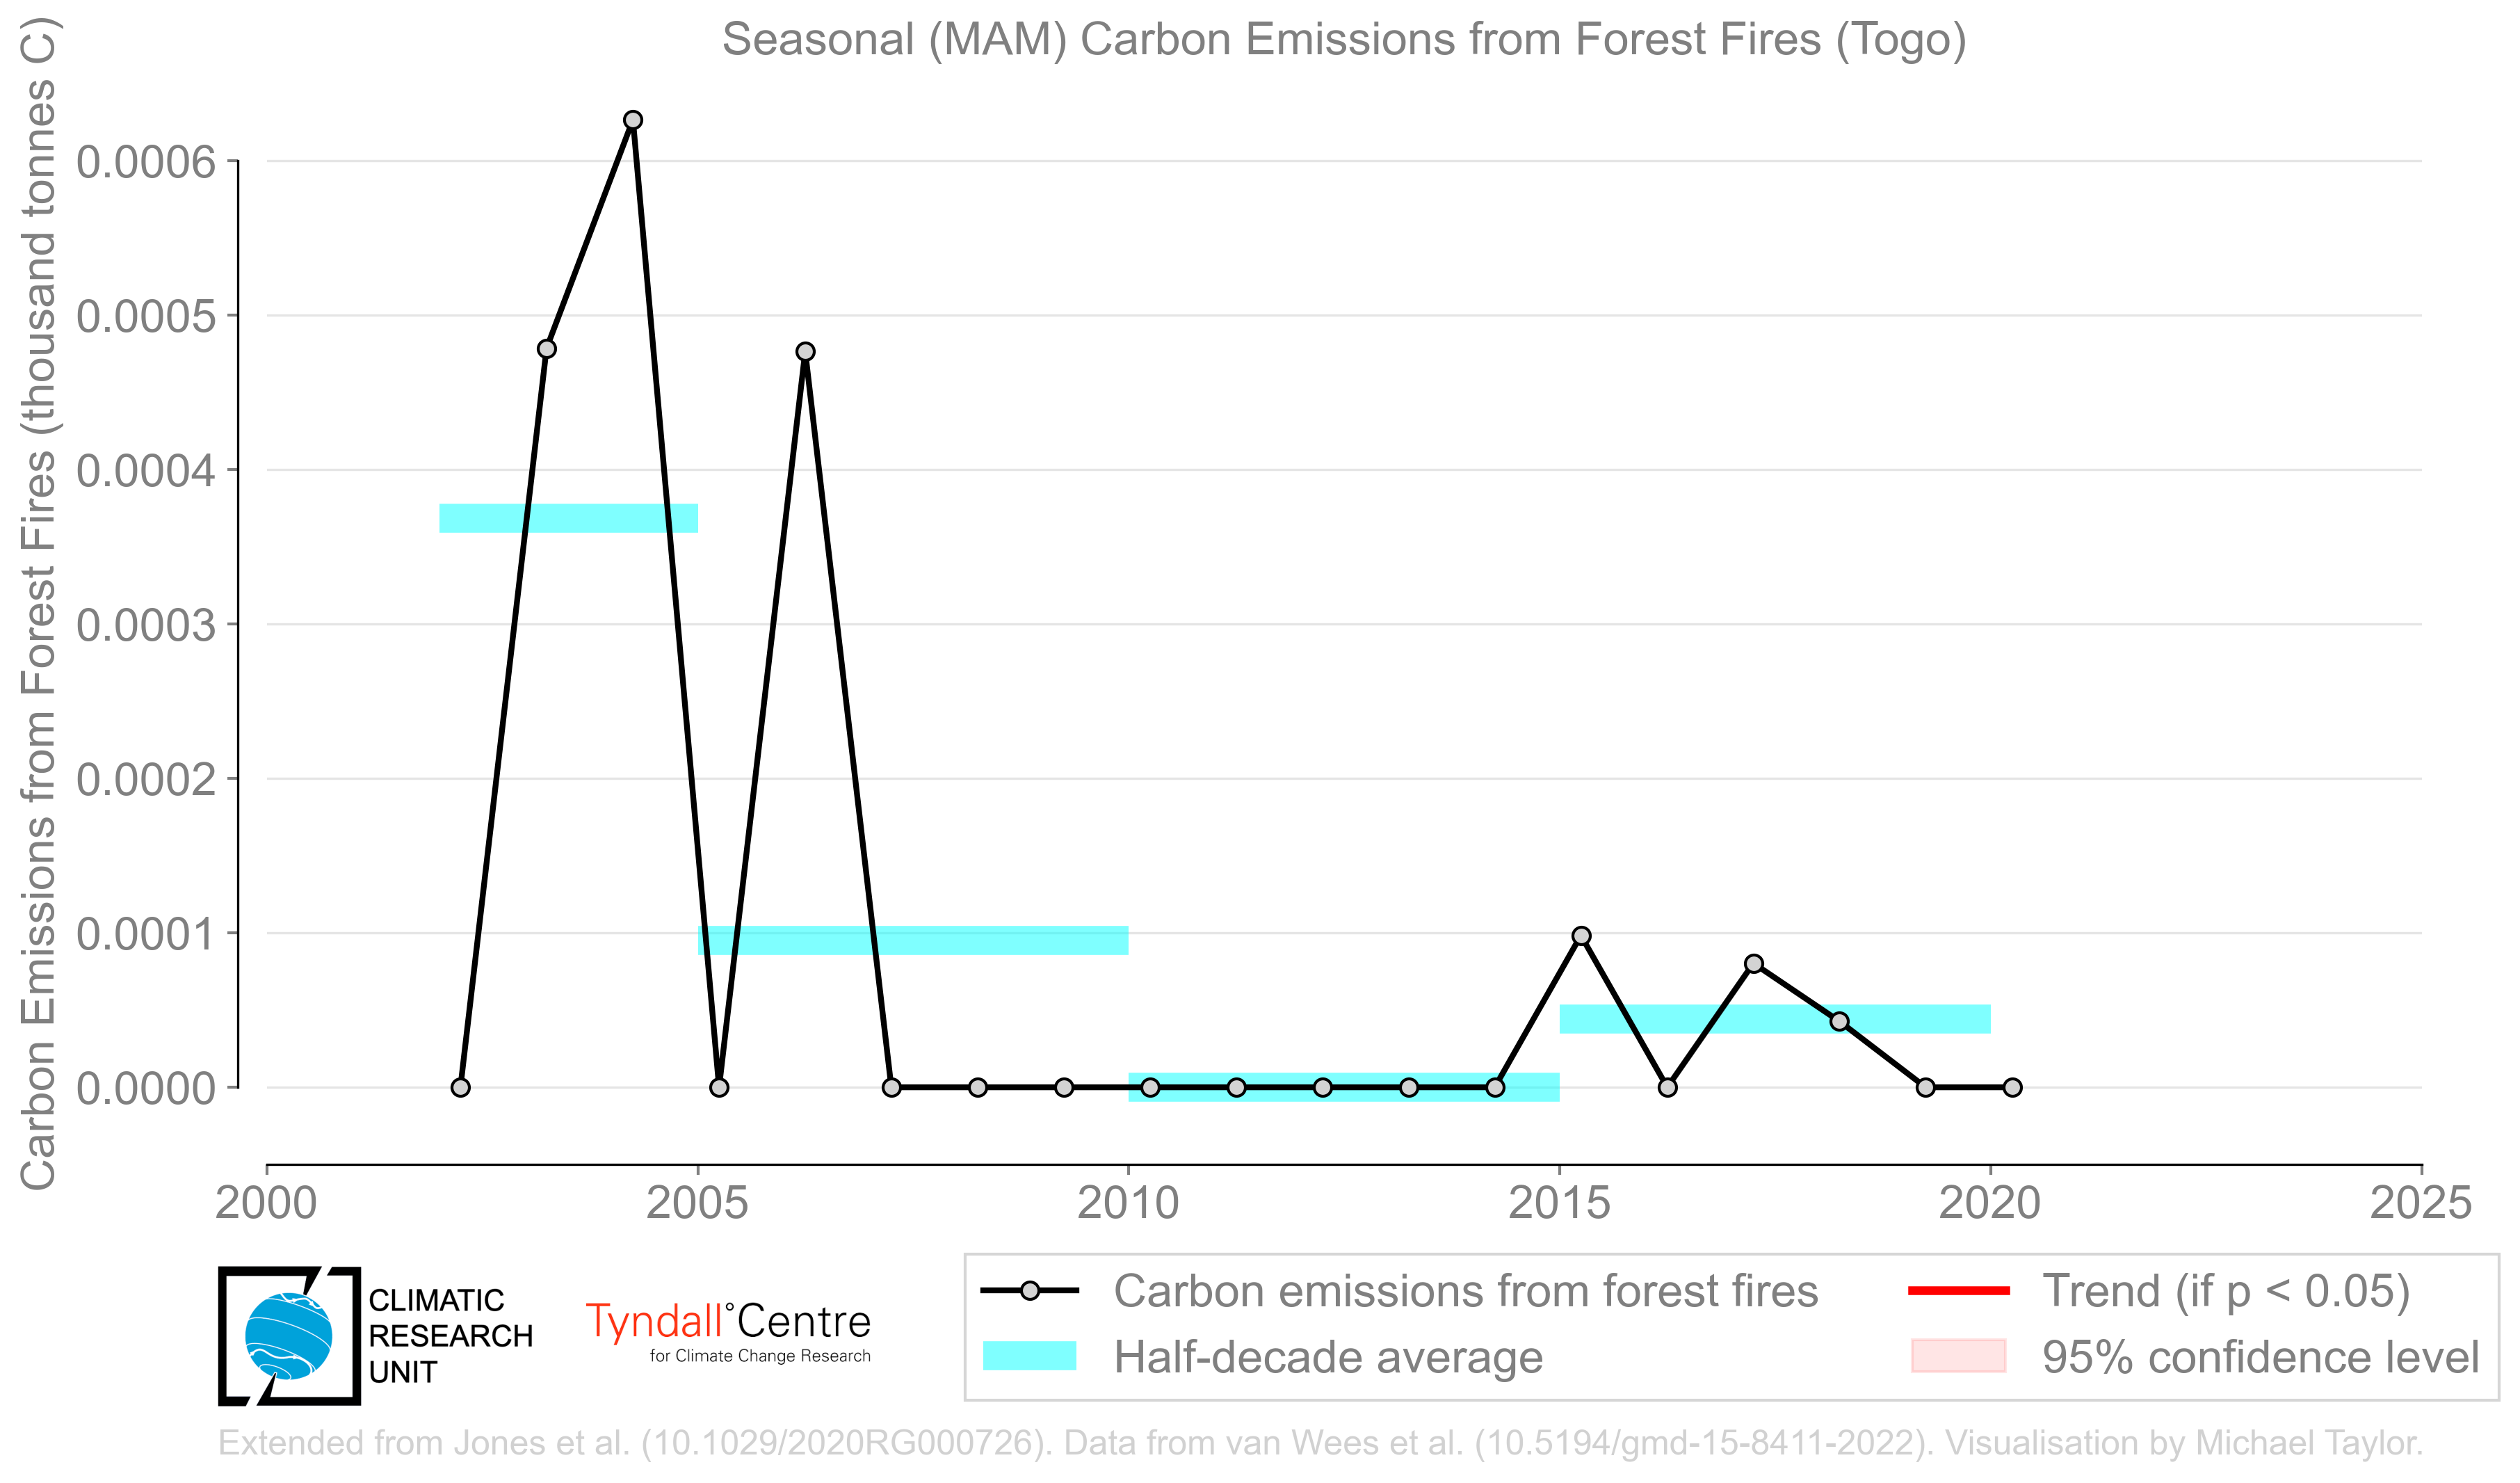 Seasonal (MAM) Carbon Emissions from Forest Fires (Togo)
Carbon Emissions from Forest Fires (thousand tonnes C)
0.0006
0.0005
0.0004
0.0003
0.0002
0.0001
0.0000
2000 2005 2010 2015 2020 2025
CLIMATIC
RESEARCH
UNIT
Tyndall°Centre
for Climate Change Research
Carbon emissions from forest fires
Half-decade average
Trend (if p < 0.05)
95% confidence level
Extended from Jones et al. (10.1029/2020RG000726). Data from van Wees et al. (10.5194/gmd-15-8411-2022). Visualisation by Michael Taylor.